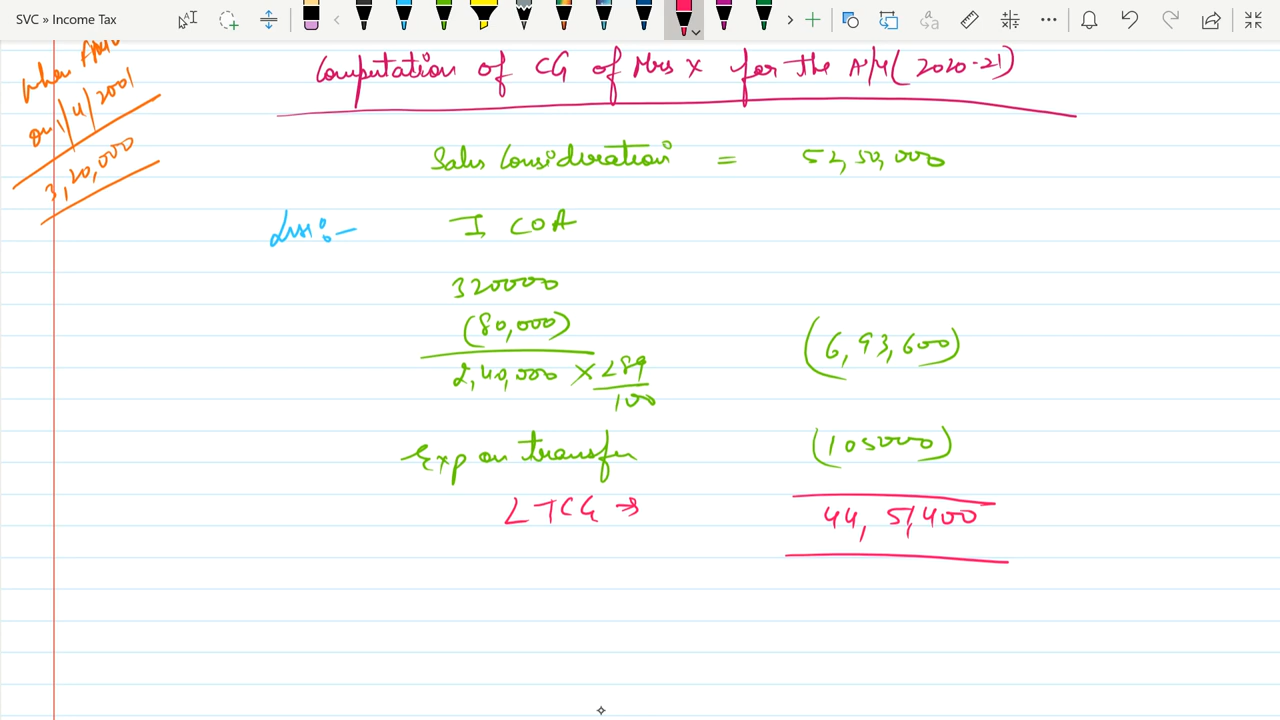 SVC » Income Tax
when FMV
on 1/4/2001
3,20,000
Computation of CG of Mrs X for the A/Y (2020-21)
Sales Consideration = 52,50,000
Less:- I COA
320000
(80,000)
2,40,000 × 289/100 (6,93,600)
Exp on transfer (105000)
LTCG → 44,51,400